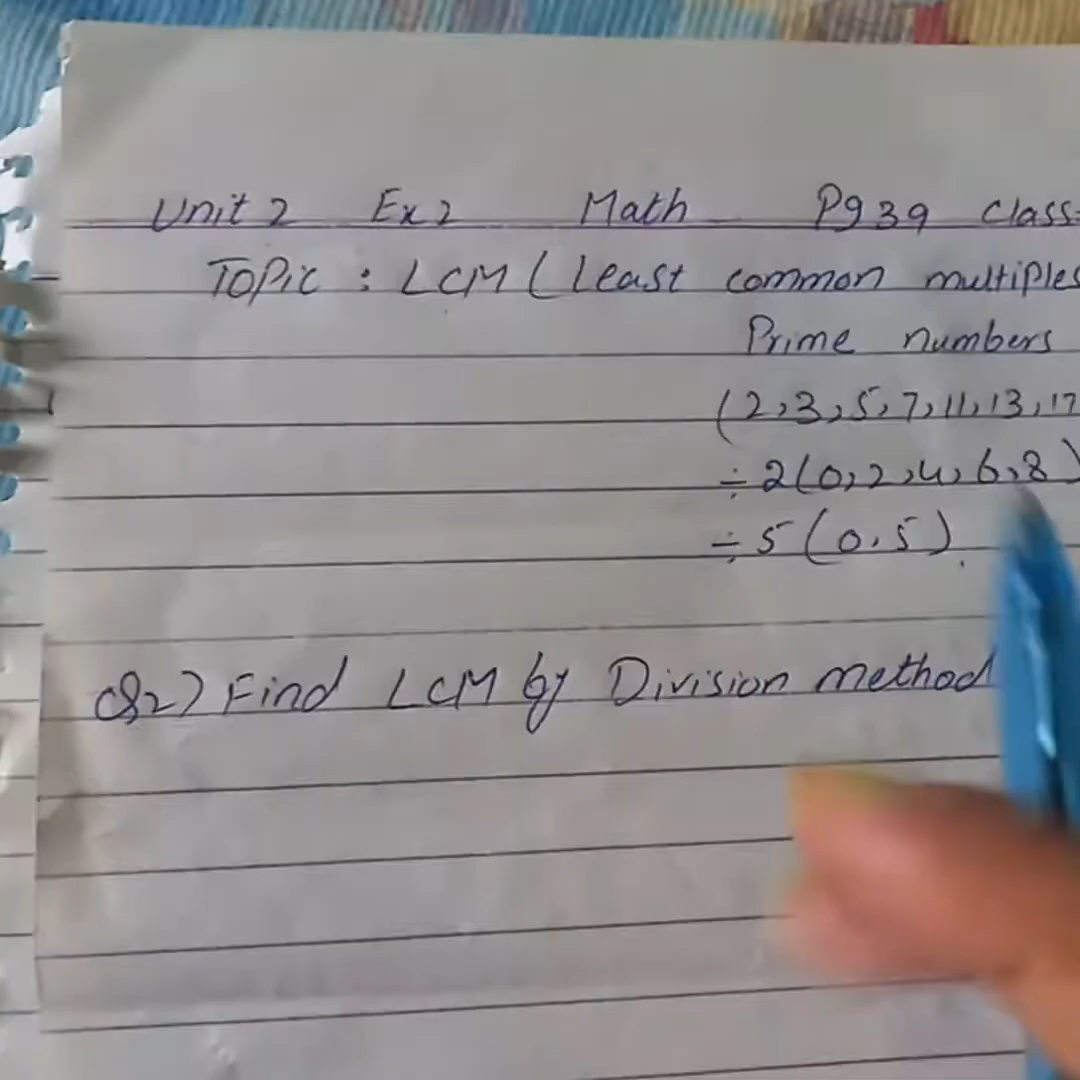 Unit 2 Ex 2 Math Pg 39 Class
Topic : LCM ( Least common multiples
Prime numbers
(2,3,5,7,11,13,17
÷ 2(0,2,4,6,8)
÷ 5 (0,5)
Q2) Find LCM by Division method